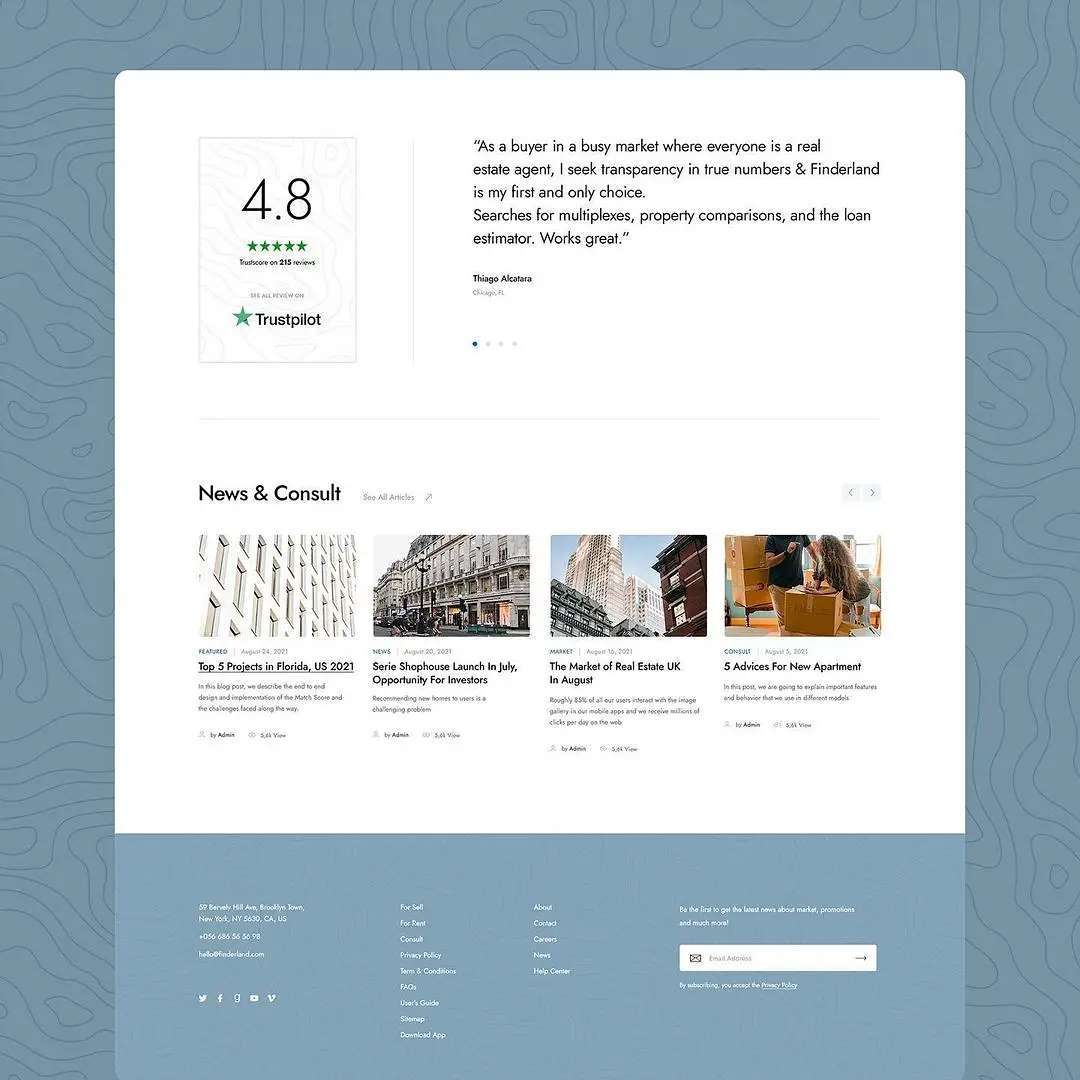 4.8
Trustscore on 215 reviews
SEE ALL REVIEW ON
Trustpilot
“As a buyer in a busy market where everyone is a real
estate agent, I seek transparency in true numbers & Finderland
is my first and only choice.
Searches for multiplexes, property comparisons, and the loan
estimator. Works great.”
Thiago Alcatara
Chicago, FL
News & Consult
See All Articles
FEATURED
August 24, 2021
Top 5 Projects in Florida, US 2021
In this blog post, we describe the end to end
design and implementation of the Match Score and
the challenges faced along the way.
by Admin
5,6k View
NEWS
August 20, 2021
Serie Shophouse Launch In July,
Opportunity For Investors
Recommending new homes to users is a
challenging problem
by Admin
5,6k View
MARKET
August 16, 2021
The Market of Real Estate UK
In August
Roughly 85% of all our users interact with the image
gallery in our mobile apps and we receive millions of
clicks per day on the web
by Admin
5,6k View
CONSULT
August 5, 2021
5 Advices For New Apartment
In this post, we are going to explain important features
and behavior that we use in different models
by Admin
5,6k View
59 Bervely Hill Ave, Brooklyn Town,
New York, NY 5630, CA, US
+056 686 56 56 98
hello@finderland.com
For Sell
For Rent
Consult
Privacy Policy
Term & Conditions
FAQs
User's Guide
Sitemap
Download App
About
Contact
Careers
News
Help Center
Be the first to get the latest news about market, promotions
and much more!
Email Address
By subscribing, you accept the Privacy Policy